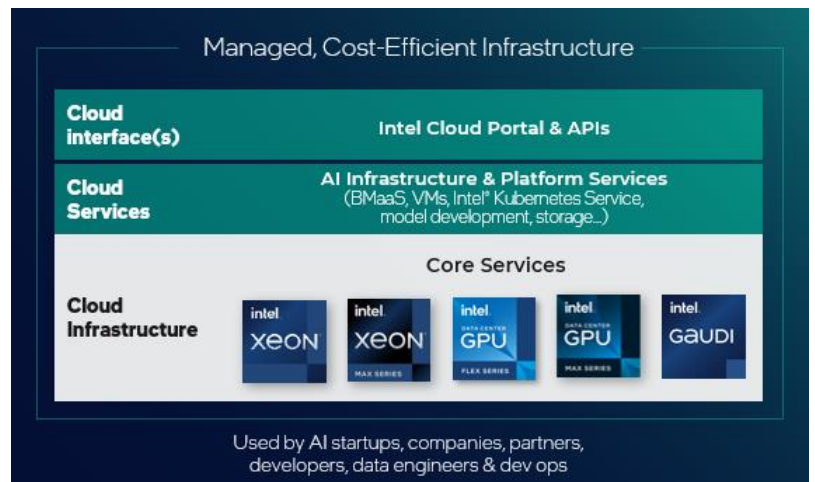 Managed, Cost-Efficient Infrastructure
Cloud
interface(s)
Intel Cloud Portal & APIs
Cloud
Services
AI Infrastructure & Platform Services
(BMaaS, VMs, Intel® Kubernetes Service,
model development, storage...)
Core Services
Cloud
Infrastructure
intel
XEON
intel
XEON
MAX SERIES
intel
DATA CENTER
GPU
FLEX SERIES
intel
DATA CENTER
GPU
MAX SERIES
intel
GAUDI
Used by AI startups, companies, partners,
developers, data engineers & dev ops